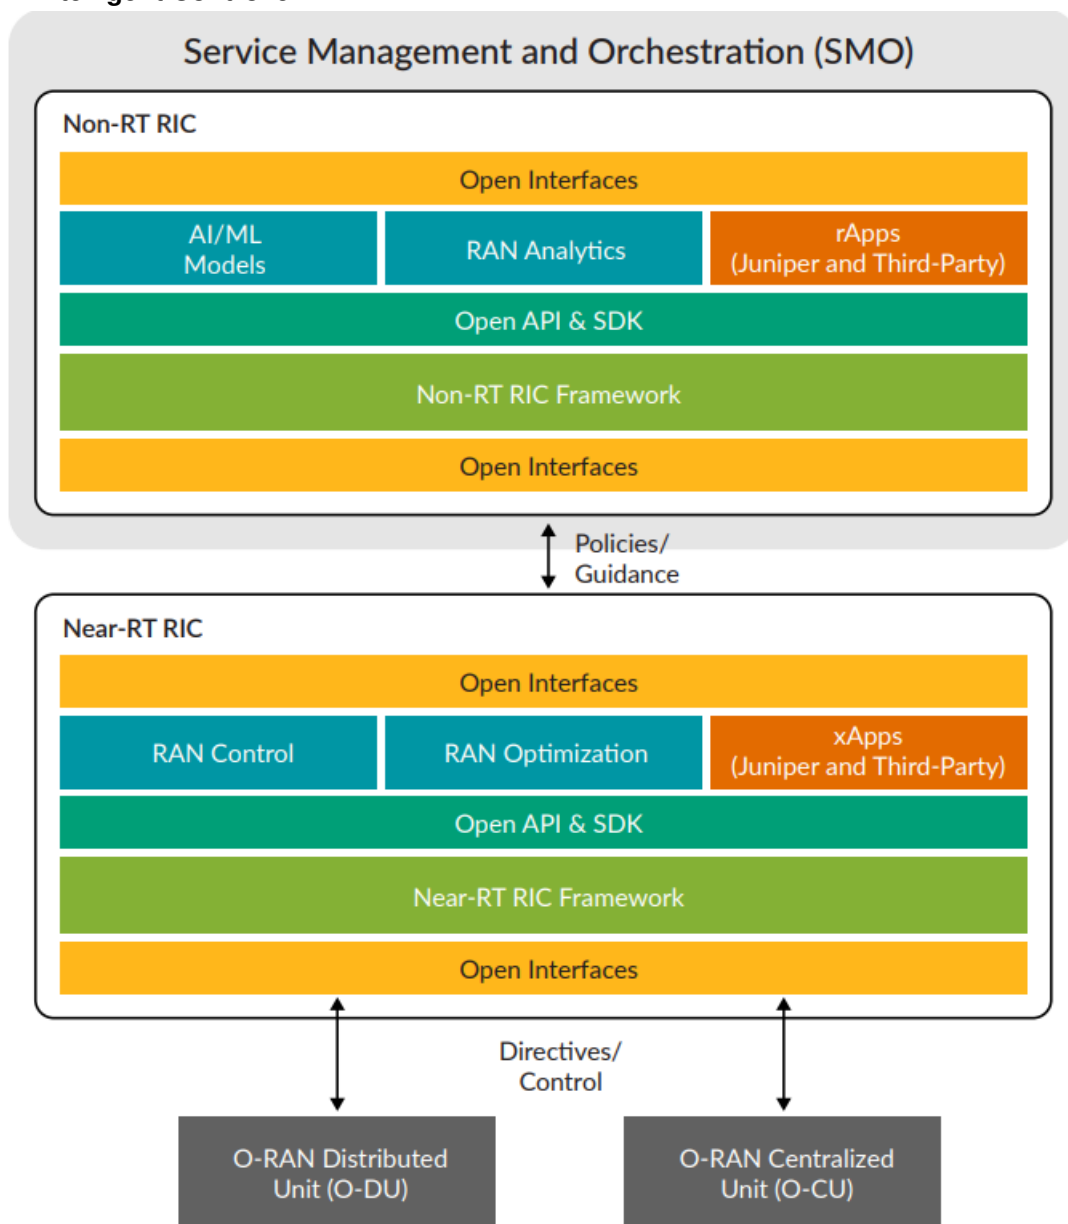 Service Management and Orchestration (SMO)
Non-RT RIC
Open Interfaces
AI/ML
Models
RAN Analytics
rApps
(Juniper and Third-Party)
Open API & SDK
Non-RT RIC Framework
Open Interfaces
Policies/
Guidance
Near-RT RIC
Open Interfaces
RAN Control
RAN Optimization
xApps
(Juniper and Third-Party)
Open API & SDK
Near-RT RIC Framework
Open Interfaces
Directives/
Control
O-RAN Distributed
Unit (O-DU)
O-RAN Centralized
Unit (O-CU)